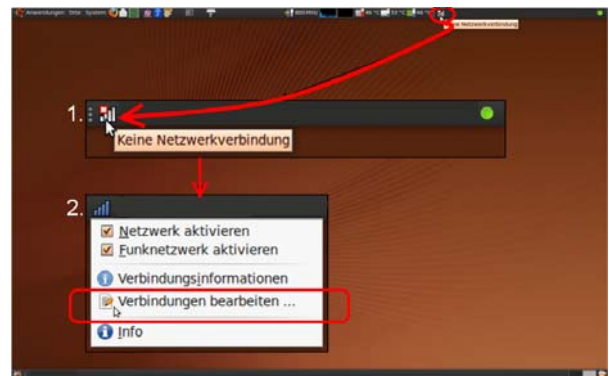 Anwendungen Orte System
Keine Netzwerkverbindung
1.
Keine Netzwerkverbindung
2.
Netzwerk aktivieren
Funknetzwerk aktivieren
Verbindungsinformationen
Verbindungen bearbeiten ...
Info